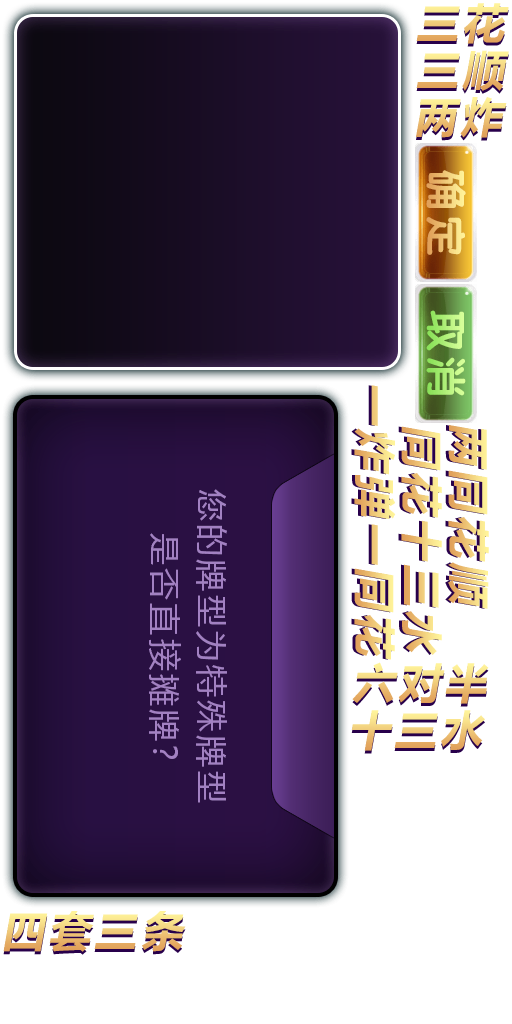 三花
三顺
两炸
确定
取消
两同花顺
同花十三水
一炸弹一同花
您的牌型为特殊牌型
是否直接摊牌?
六对半
十三水
四套三条